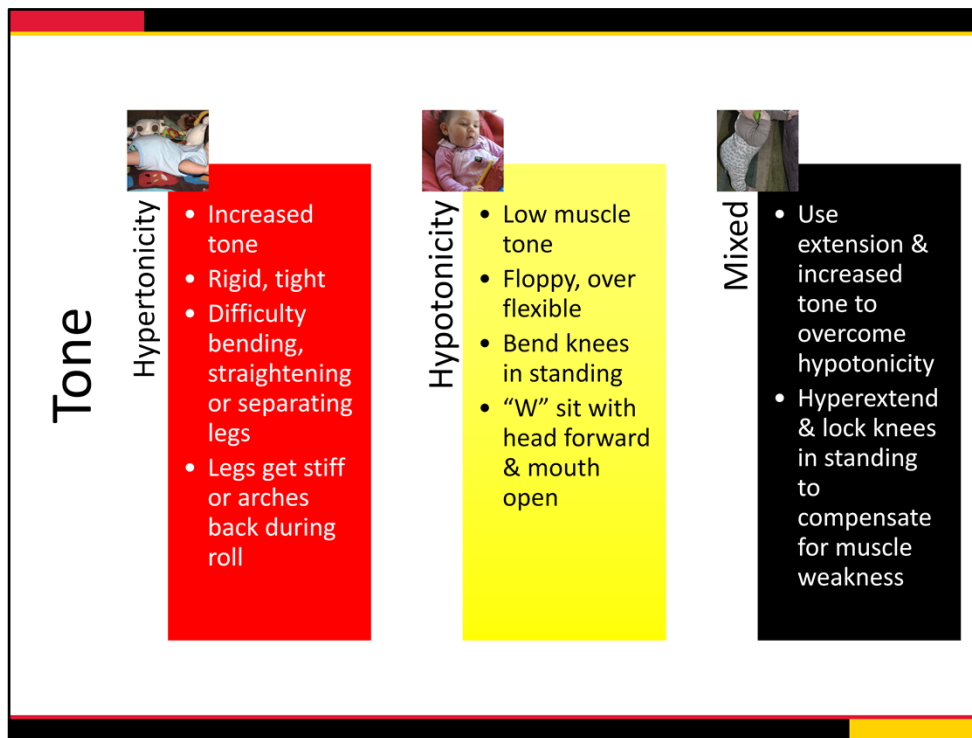 Tone
Hypertonicity
• Increased
tone
• Rigid, tight
• Difficulty
bending,
straightening
or separating
legs
• Legs get stiff
or arches
back during
roll
Hypotonicity
• Low muscle
tone
• Floppy, over
flexible
• Bend knees
in standing
• “W” sit with
head forward
& mouth
open
Mixed
• Use
extension &
increased
tone to
overcome
hypotonicity
• Hyperextend
& lock knees
in standing
to
compensate
for muscle
weakness